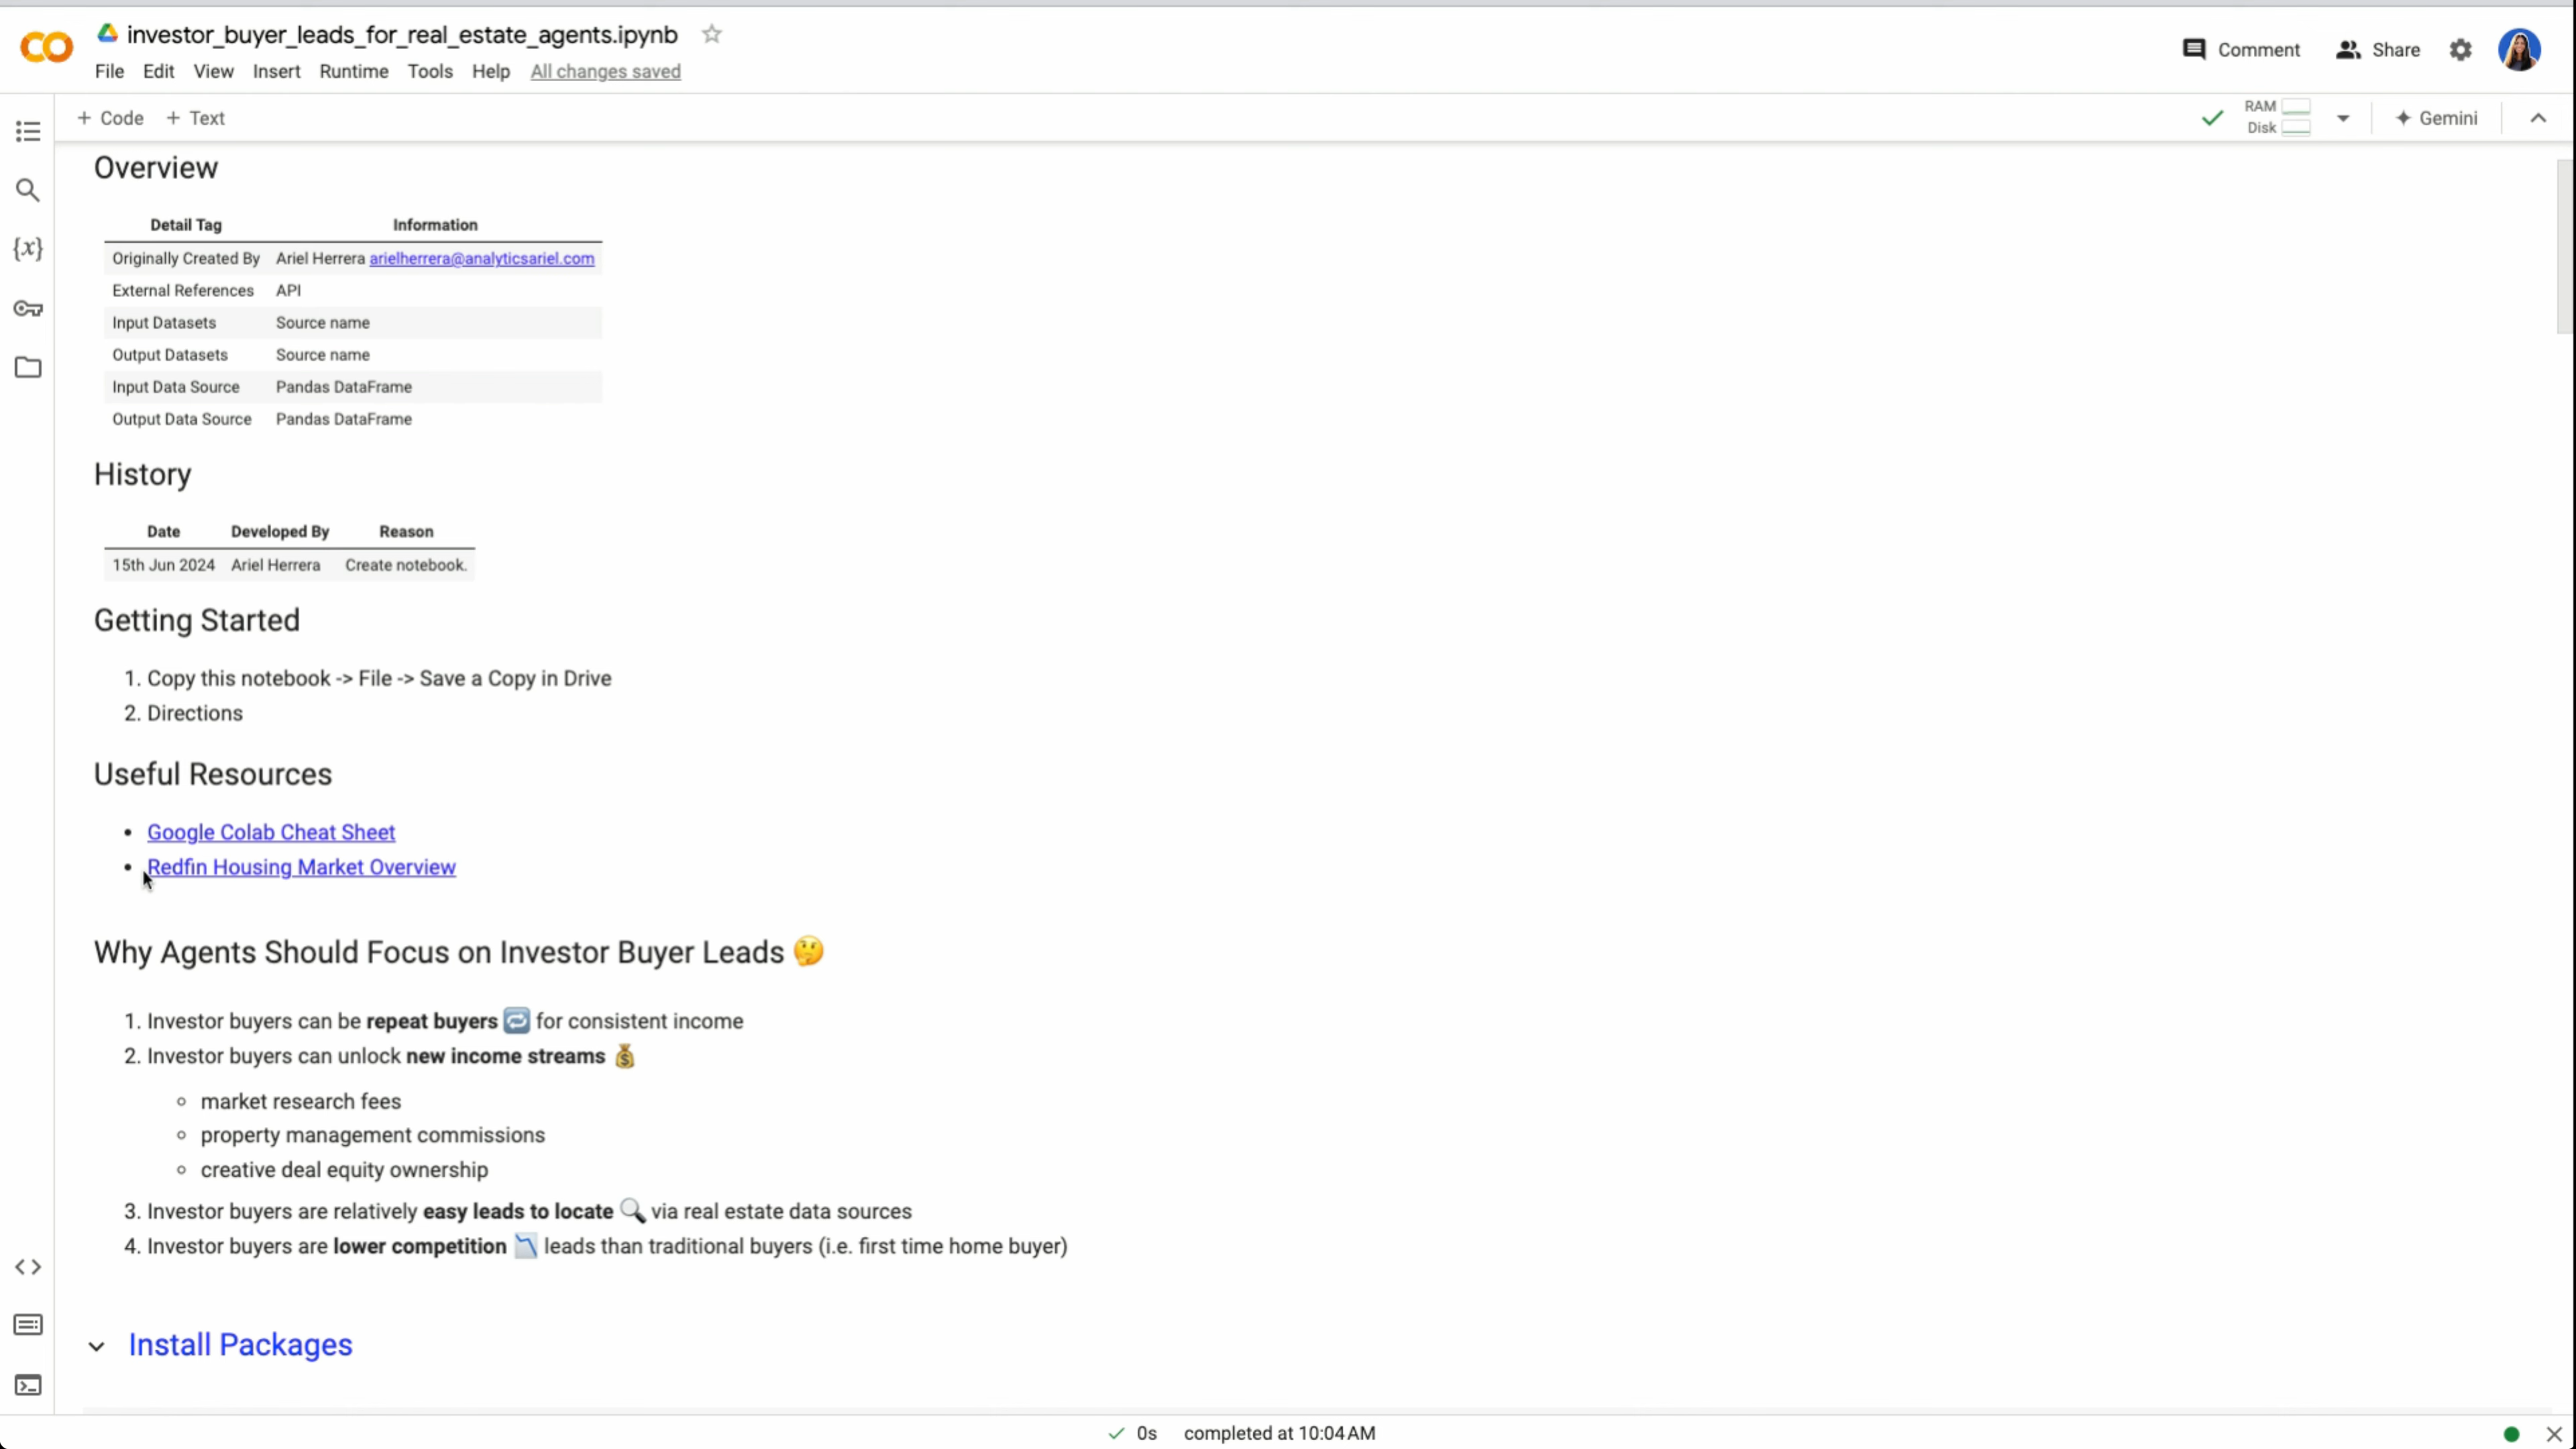 investor_buyer_leads_for_real_estate_agents.ipynb
File Edit View Insert Runtime Tools Help All changes saved
Comment Share
+ Code + Text
RAM
Disk
Gemini
{x}
Overview
Detail Tag Information
Originally Created By Ariel Herrera arielherrera@analyticsariel.com
External References API
Input Datasets Source name
Output Datasets Source name
Input Data Source Pandas DataFrame
Output Data Source Pandas DataFrame
History
Date Developed By Reason
15th Jun 2024 Ariel Herrera Create notebook.
Getting Started
1. Copy this notebook -> File -> Save a Copy in Drive
2. Directions
Useful Resources
• Google Colab Cheat Sheet
• Redfin Housing Market Overview
Why Agents Should Focus on Investor Buyer Leads 🤔
1. Investor buyers can be repeat buyers 🔁 for consistent income
2. Investor buyers can unlock new income streams 💰
○ market research fees
○ property management commissions
○ creative deal equity ownership
3. Investor buyers are relatively easy leads to locate 🔍 via real estate data sources
4. Investor buyers are lower competition 📉 leads than traditional buyers (i.e. first time home buyer)
Install Packages
0s completed at 10:04 AM